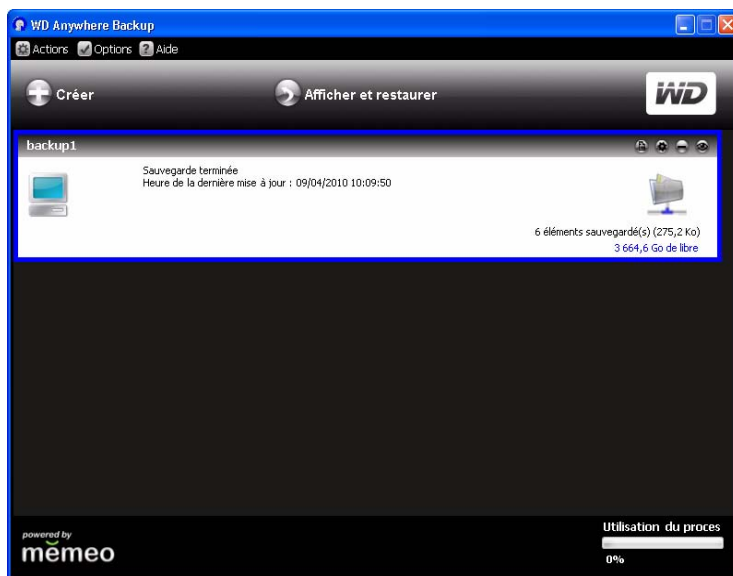 WD Anywhere Backup
Actions Options Aide
Créer
Afficher et restaurer
WD
backup1
Sauvegarde terminée
Heure de la dernière mise à jour : 09/04/2010 10:09:50
6 éléments sauvegardé(s) (275,2 Ko)
3 664,6 Go de libre
powered by
memeo
Utilisation du proces
0%